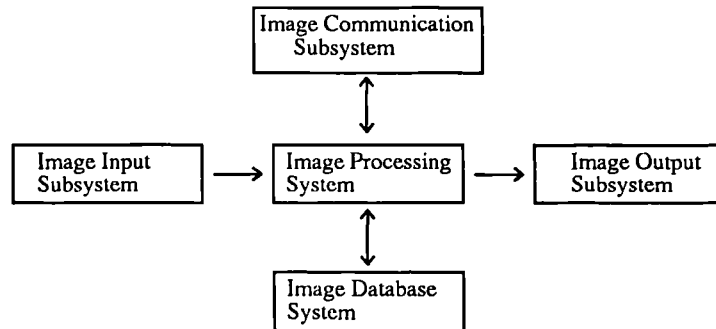 Image Communication
Subsystem
Image Input
Subsystem
Image Processing
System
Image Output
Subsystem
Image Database
System